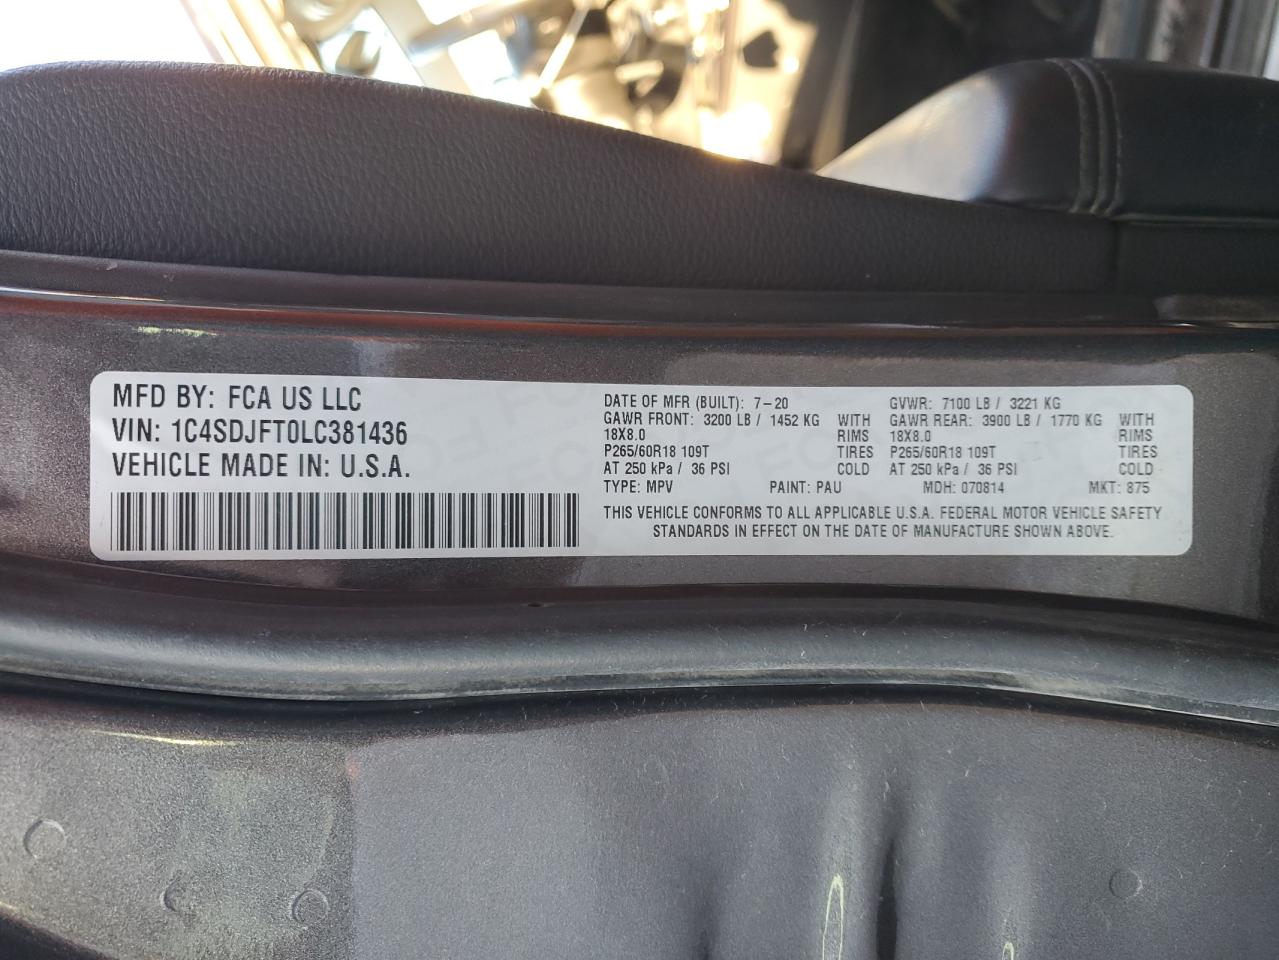 MFD BY: FCA US LLC
VIN: 1C4SDJFT0LC381436
VEHICLE MADE IN: U.S.A.
DATE OF MFR (BUILT): 7-20
GAWR FRONT: 3200 LB / 1452 KG WITH
18X8.0 RIMS
P265/60R18 109T TIRES
AT 250 kPa / 36 PSI COLD
GVWR: 7100 LB / 3221 KG
GAWR REAR: 3900 LB / 1770 KG WITH
18X8.0 RIMS
P265/60R18 109T TIRES
AT 250 kPa / 36 PSI COLD
TYPE: MPV PAINT: PAU MDH: 070814 MKT: 875
THIS VEHICLE CONFORMS TO ALL APPLICABLE U.S.A. FEDERAL MOTOR VEHICLE SAFETY
STANDARDS IN EFFECT ON THE DATE OF MANUFACTURE SHOWN ABOVE.